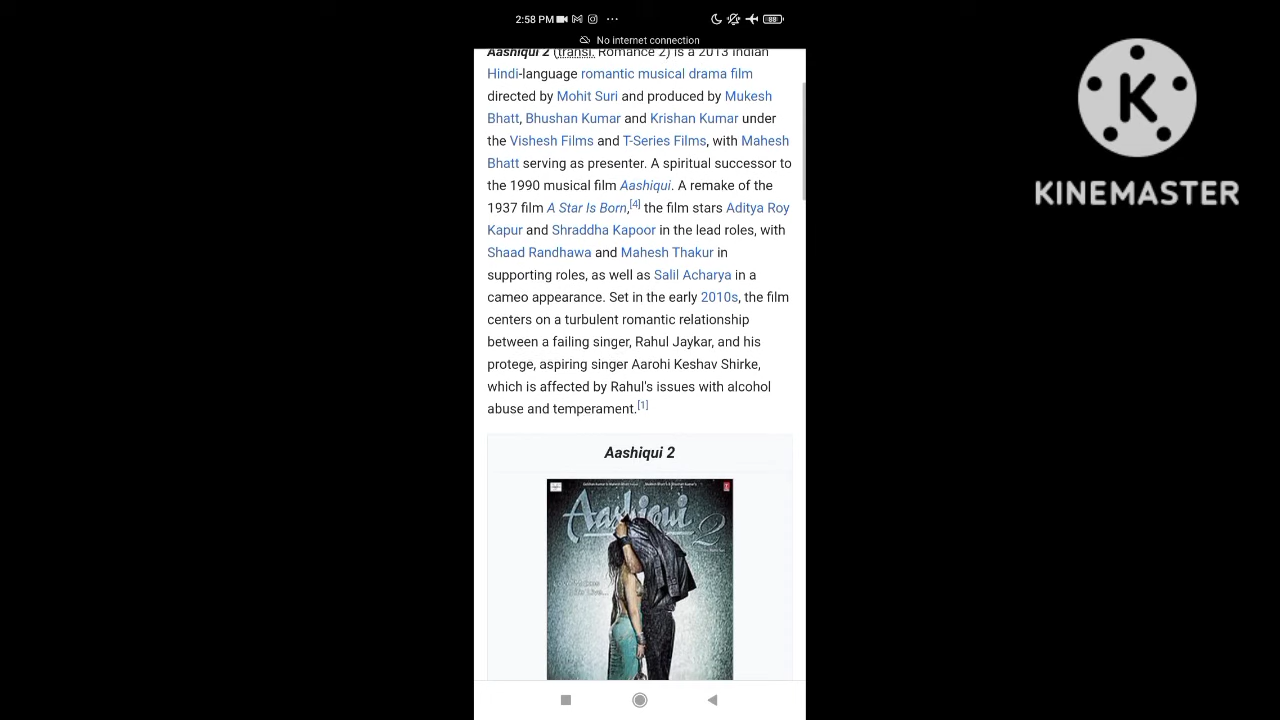 2:58 PM
No internet connection
KINEMASTER
Aashiqui 2 (transl. Romance 2) is a 2013 Indian
Hindi-language romantic musical drama film
directed by Mohit Suri and produced by Mukesh
Bhatt, Bhushan Kumar and Krishan Kumar under
the Vishesh Films and T-Series Films, with Mahesh
Bhatt serving as presenter. A spiritual successor to
the 1990 musical film Aashiqui. A remake of the
1937 film A Star Is Born,[4] the film stars Aditya Roy
Kapur and Shraddha Kapoor in the lead roles, with
Shaad Randhawa and Mahesh Thakur in
supporting roles, as well as Salil Acharya in a
cameo appearance. Set in the early 2010s, the film
centers on a turbulent romantic relationship
between a failing singer, Rahul Jaykar, and his
protege, aspiring singer Aarohi Keshav Shirke,
which is affected by Rahul's issues with alcohol
abuse and temperament.[1]
Aashiqui 2
Aashiqui 2